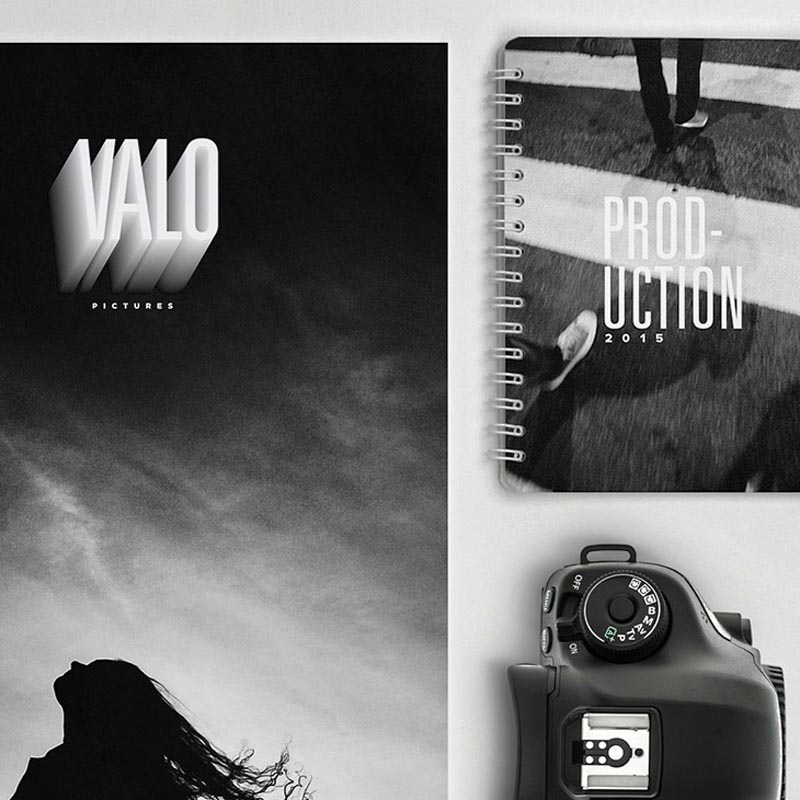 VALO
PICTURES
PROD-
UCTION
2015
OFF
ON
B
M
Av
Tv
P
A+